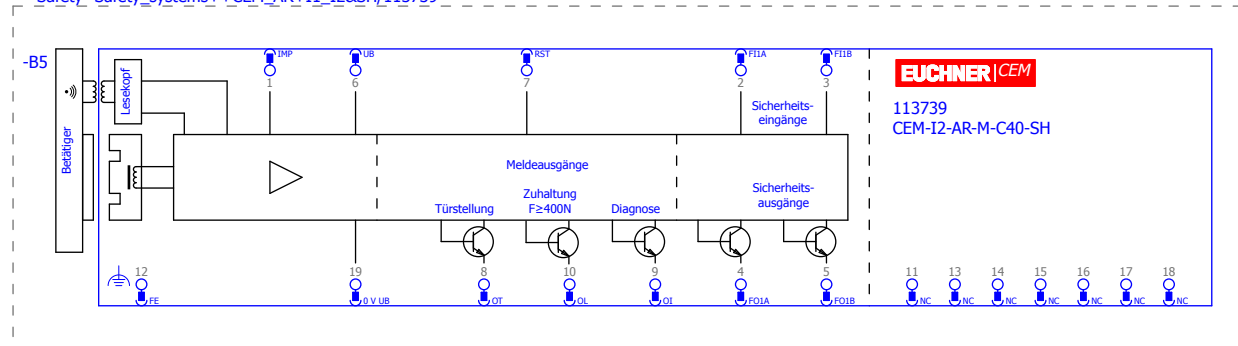 -B5
IMP
UB
RST
FI1A
FI1B
1
6
7
2
3
EUCHNER CEM
113739
CEM-I2-AR-M-C40-SH
Lesekopf
Betätiger
Sicherheits-
eingänge
Meldeausgänge
Türstellung
Zuhaltung
F≥400N
Diagnose
Sicherheits-
ausgänge
12
19
8
10
9
4
5
11
13
14
15
16
17
18
FE
0 V UB
OT
OL
OI
FO1A
FO1B
NC
NC
NC
NC
NC
NC
NC